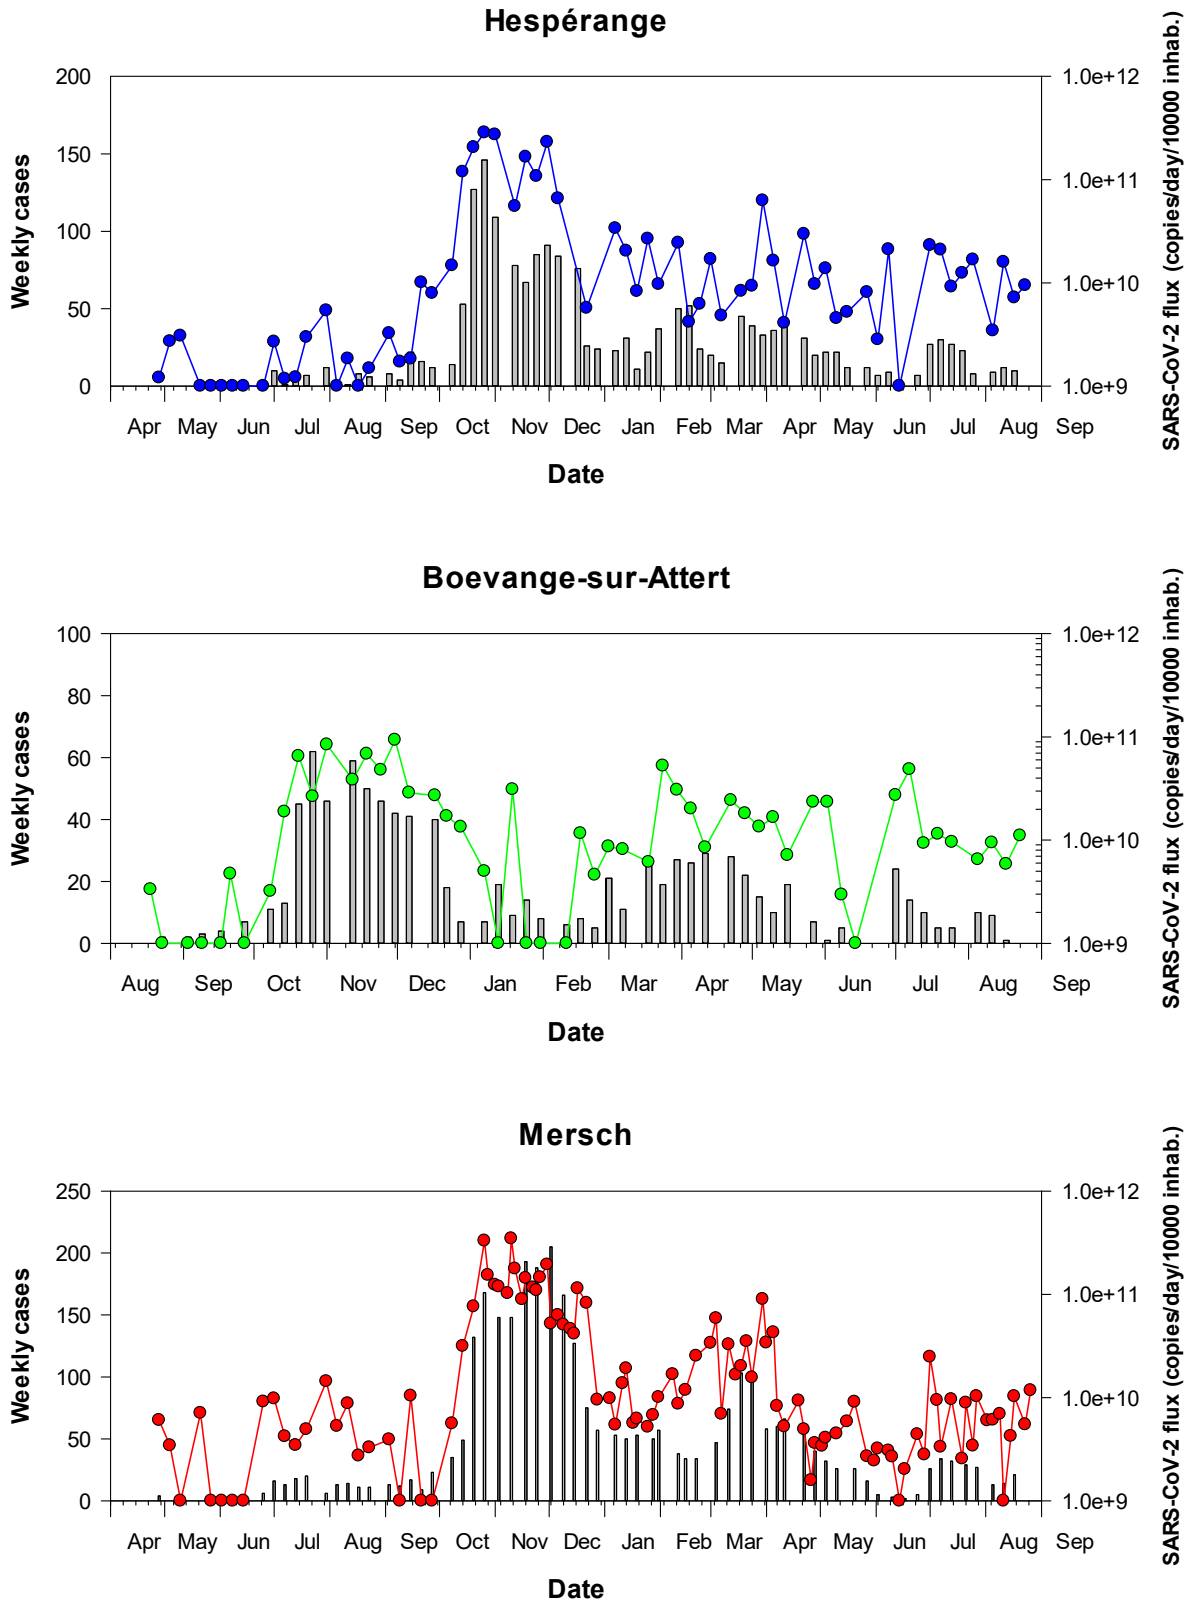 Hespérange
Weekly cases
200
150
100
50
0
1.0e+12
1.0e+11
1.0e+10
1.0e+9
SARS-CoV-2 flux (copies/day/10000 inhab.)
Apr May Jun Jul Aug Sep Oct Nov Dec Jan Feb Mar Apr May Jun Jul Aug Sep
Date
Boevange-sur-Attert
Weekly cases
100
80
60
40
20
0
1.0e+12
1.0e+11
1.0e+10
1.0e+9
SARS-CoV-2 flux (copies/day/10000 inhab.)
Aug Sep Oct Nov Dec Jan Feb Mar Apr May Jun Jul Aug Sep
Date
Mersch
Weekly cases
250
200
150
100
50
0
1.0e+12
1.0e+11
1.0e+10
1.0e+9
SARS-CoV-2 flux (copies/day/10000 inhab.)
Apr May Jun Jul Aug Sep Oct Nov Dec Jan Feb Mar Apr May Jun Jul Aug Sep
Date